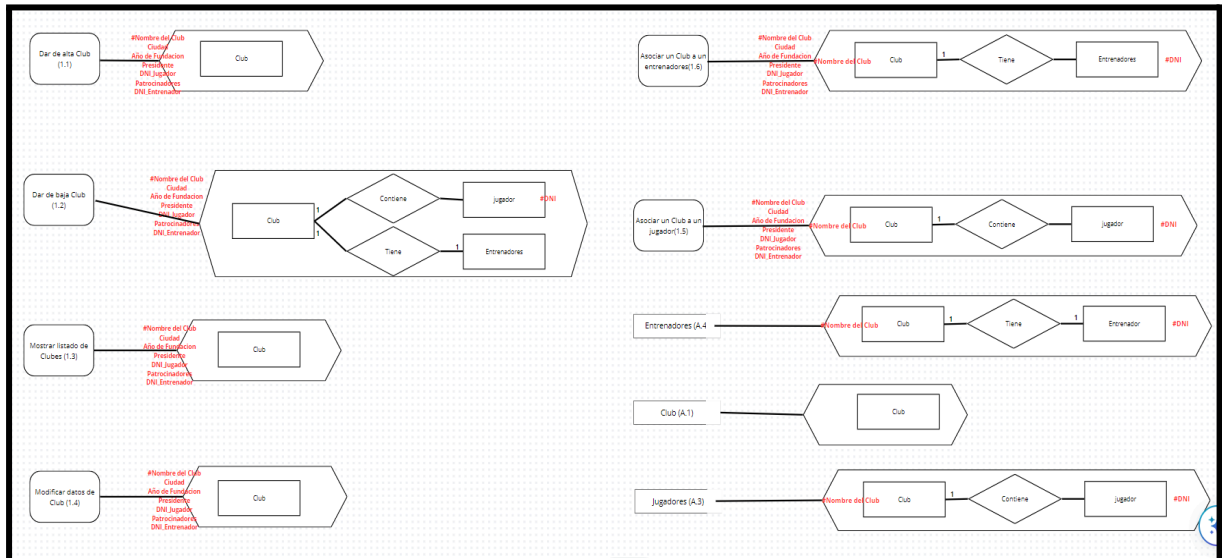 Dar de alta Club
(1.1)
#Nombre del Club
Ciudad
Año de Fundacion
Presidente
DNI_Jugador
Patrocinadores
DNI_Entrenador
Club
Dar de baja Club
(1.2)
#Nombre del Club
Ciudad
Año de Fundacion
Presidente
DNI_Jugador
Patrocinadores
DNI_Entrenador
Club
1
1
Contiene
jugador
#DNI
Tiene
1
Entrenadores
Mostrar listado de
Clubes (1.3)
#Nombre del Club
Ciudad
Año de Fundacion
Presidente
DNI_Jugador
Patrocinadores
DNI_Entrenador
Club
Modificar datos de
Club (1.4)
#Nombre del Club
Ciudad
Año de Fundacion
Presidente
DNI_Jugador
Patrocinadores
DNI_Entrenador
Club
Asociar un Club a un
entrenadores(1.6)
#Nombre del Club
Ciudad
Año de Fundacion
Presidente
DNI_Jugador
Patrocinadores
DNI_Entrenador
#Nombre del Club
Club
1
Tiene
Entrenadores
#DNI
Asociar un Club a un
jugador(1.5)
#Nombre del Club
Ciudad
Año de Fundacion
Presidente
DNI_Jugador
Patrocinadores
DNI_Entrenador
#Nombre del Club
Club
1
Contiene
jugador
#DNI
Entrenadores (A.4
#Nombre del Club
Club
1
Tiene
1
Entrenador
#DNI
Club (A.1)
Club
Jugadores (A.3)
#Nombre del Club
Club
1
Contiene
jugador
#DNI